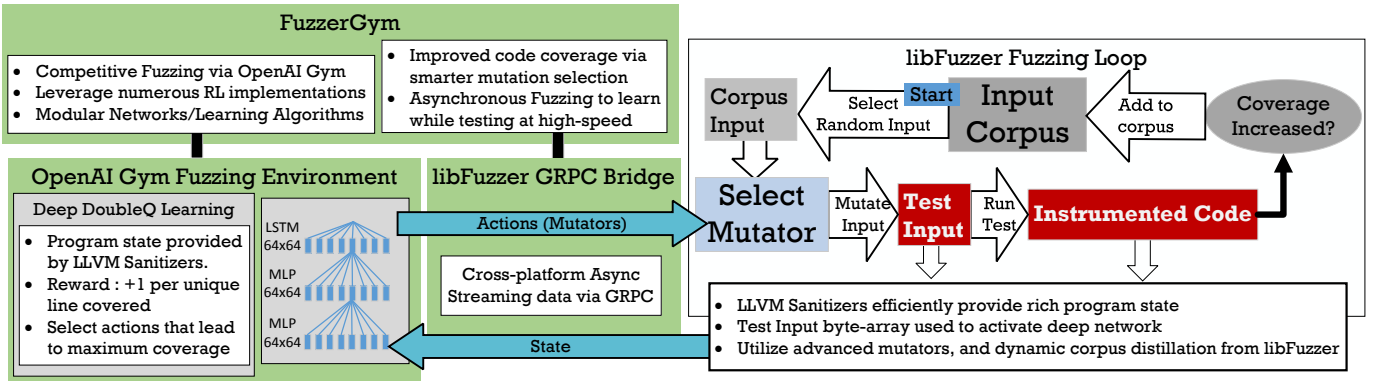 FuzzerGym
• Competitive Fuzzing via OpenAI Gym
• Leverage numerous RL implementations
• Modular Networks/Learning Algorithms
• Improved code coverage via
smarter mutation selection
• Asynchronous Fuzzing to learn
while testing at high-speed
OpenAI Gym Fuzzing Environment
Deep DoubleQ Learning
• Program state provided
by LLVM Sanitizers.
• Reward : +1 per unique
line covered
• Select actions that lead
to maximum coverage
LSTM
64x64
MLP
64x64
MLP
64x64
libFuzzer GRPC Bridge
Actions (Mutators)
Cross-platform Async
Streaming data via GRPC
State
libFuzzer Fuzzing Loop
Corpus
Input
Select
Random Input
Start
Input
Corpus
Add to
corpus
Coverage
Increased?
Select
Mutator
Mutate
Input
Test
Input
Run
Test
Instrumented Code
• LLVM Sanitizers efficiently provide rich program state
• Test Input byte-array used to activate deep network
• Utilize advanced mutators, and dynamic corpus distillation from libFuzzer